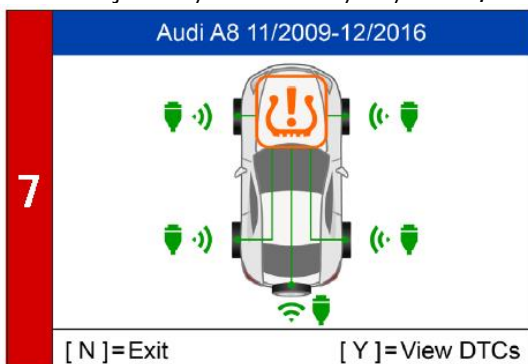 Audi A8 11/2009-12/2016
7
[ N ]=Exit
[ Y ]=View DTCs